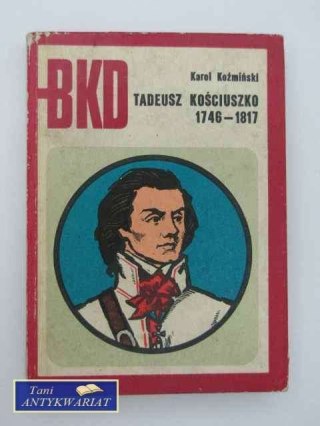 BKD
Karol Koźmiński
TADEUSZ KOŚCIUSZKO
1746-1817
Tani
ANTYKWARIAT